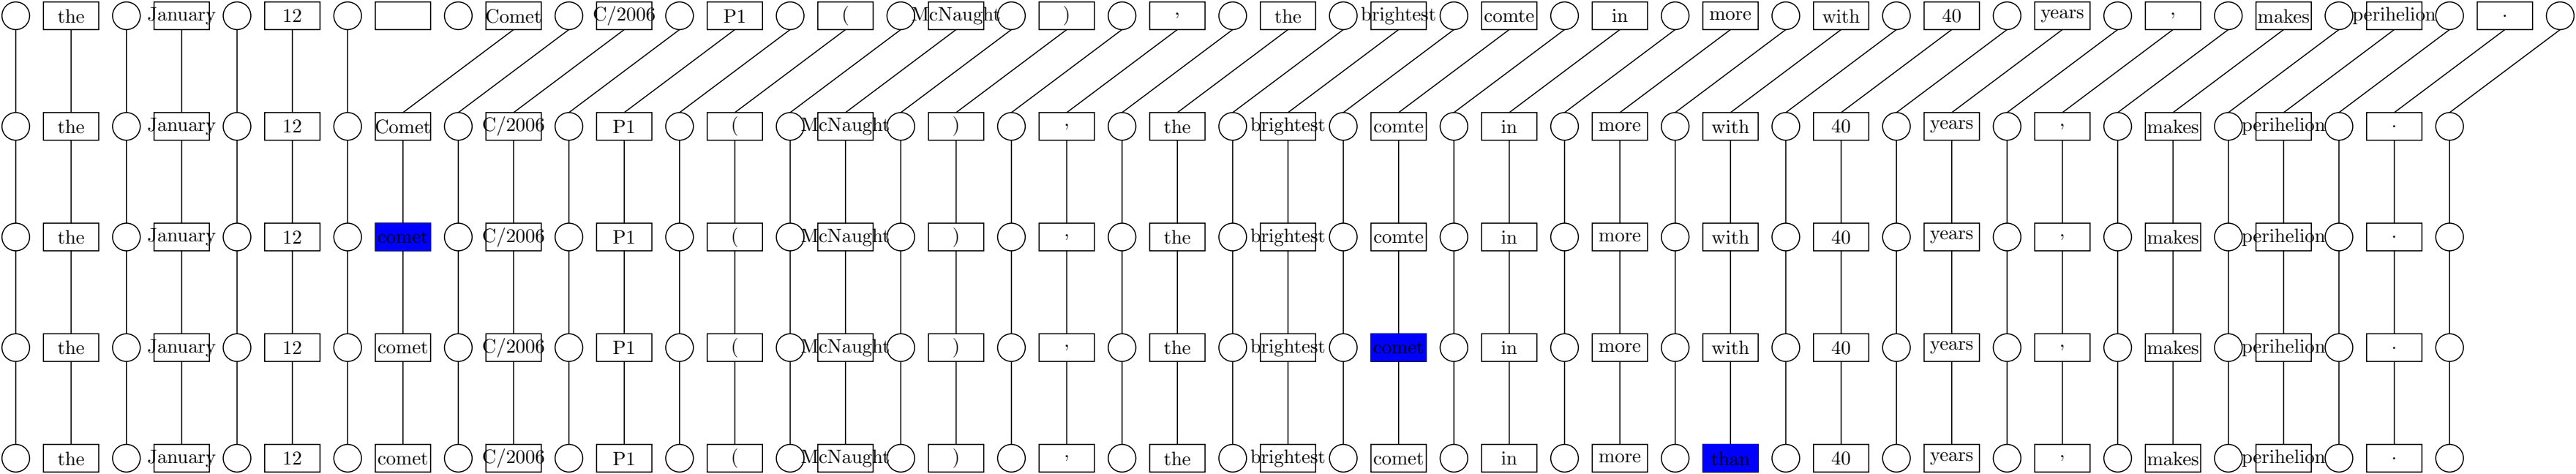 the January 12 Comet C/2006 P1 ( McNaught ) , the brightest comte in more with 40 years , makes perihelion .
the January 12 Comet C/2006 P1 ( McNaught ) , the brightest comte in more with 40 years , makes perihelion .
the January 12 comet C/2006 P1 ( McNaught ) , the brightest comte in more with 40 years , makes perihelion .
the January 12 comet C/2006 P1 ( McNaught ) , the brightest comet in more with 40 years , makes perihelion .
the January 12 comet C/2006 P1 ( McNaught ) , the brightest comet in more than 40 years , makes perihelion .